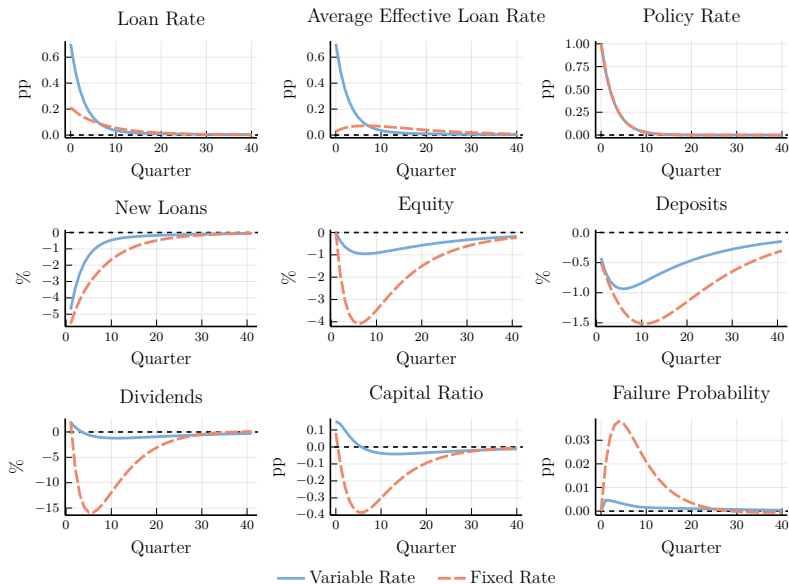 Loan Rate
Average Effective Loan Rate
Policy Rate
pp
0.6
0.4
0.2
0.0
0 10 20 30 40
Quarter
pp
0.6
0.4
0.2
0.0
0 10 20 30 40
Quarter
pp
1.00
0.75
0.50
0.25
0.00
0 10 20 30 40
Quarter
New Loans
Equity
Deposits
%
0
−1
−2
−3
−4
−5
0 10 20 30 40
Quarter
%
0
−1
−2
−3
−4
0 10 20 30 40
Quarter
%
0.0
−0.5
−1.0
−1.5
0 10 20 30 40
Quarter
Dividends
Capital Ratio
Failure Probability
%
0
−5
−10
−15
0 10 20 30 40
Quarter
pp
0.1
0.0
−0.1
−0.2
−0.3
−0.4
0 10 20 30 40
Quarter
pp
0.03
0.02
0.01
0.00
0 10 20 30 40
Quarter
Variable Rate Fixed Rate